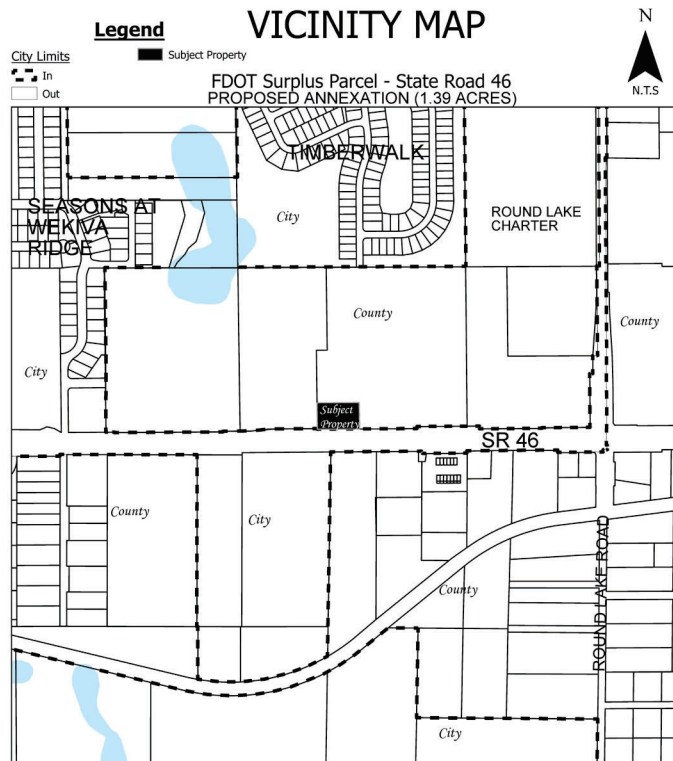 VICINITY MAP
Legend
Subject Property
City Limits
In
Out
N
N.T.S
FDOT Surplus Parcel - State Road 46
PROPOSED ANNEXATION (1.39 ACRES)
TIMBERWALK
SEASONS AT
WEKIVA
RIDGE
City
ROUND LAKE
CHARTER
County
County
City
Subject
Property
SR 46
County
City
ROUND LAKE ROAD
County
City